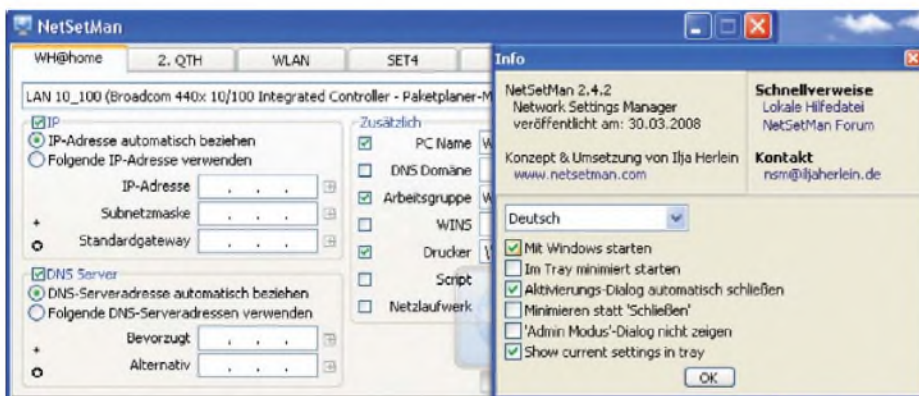 NetSetMan
WH@home
2. QTH
WLAN
SET4
LAN 10_100 (Broadcom 440x 10/100 Integrated Controller - Paketplaner-M
IP
IP-Adresse automatisch beziehen
Folgende IP-Adresse verwenden
IP-Adresse
Subnetzmaske
Standardgateway
DNS Server
DNS-Serveradresse automatisch beziehen
Folgende DNS-Serveradressen verwenden
Bevorzugt
Alternativ
Zusätzlich
PC Name
DNS Domäne
Arbeitsgruppe
WINS
Drucker
Script
Netzlaufwerk
Info
NetSetMan 2.4.2
Network Settings Manager
veröffentlicht am: 30.03.2008
Konzept & Umsetzung von Ilja Herlein
www.netsetman.com
Schnellverweise
Lokale Hilfedatei
NetSetMan Forum
Kontakt
nsm@iljaherlein.de
Deutsch
Mit Windows starten
Im Tray minimiert starten
Aktivierungs-Dialog automatisch schließen
Minimieren statt 'Schließen'
'Admin Modus'-Dialog nicht zeigen
Show current settings in tray
OK